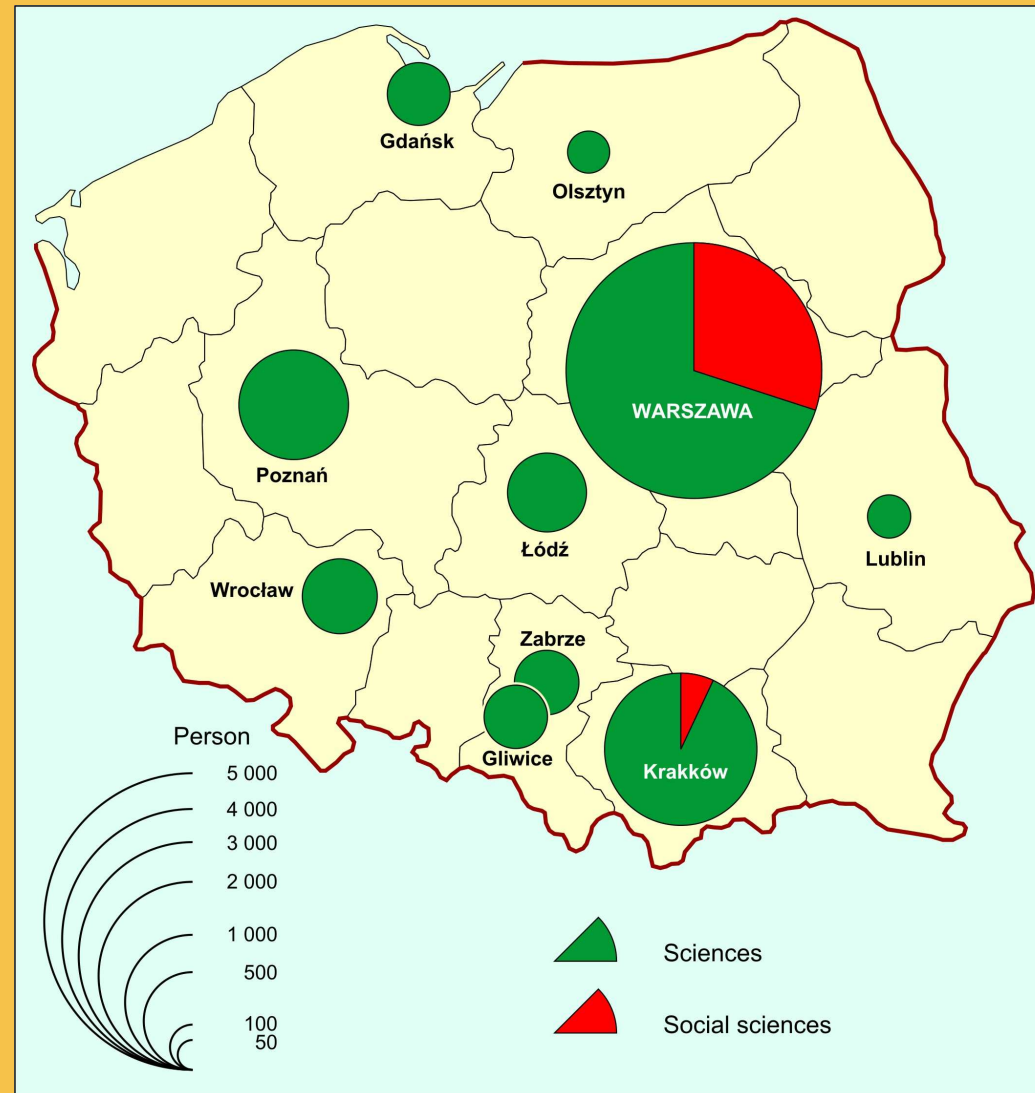 Gdańsk
Olsztyn
WARSZAWA
Poznań
Łódź
Lublin
Wrocław
Zabrze
Gliwice
Krakków
Person
5 000
4 000
3 000
2 000
1 000
500
100
50
Sciences
Social sciences